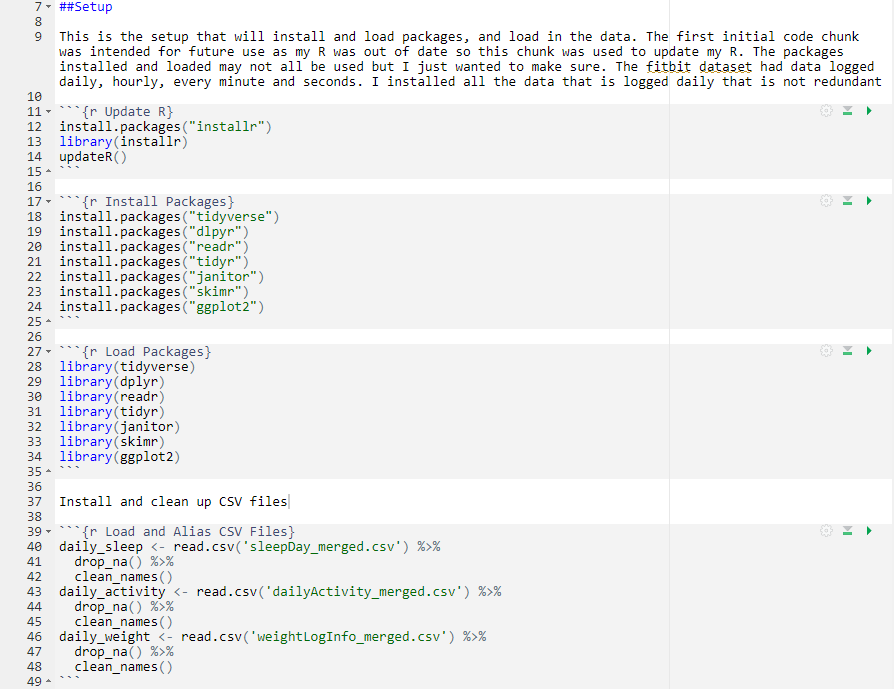 7 ##Setup
8
9 This is the setup that will install and load packages, and load in the data. The first initial code chunk
was intended for future use as my R was out of date so this chunk was used to update my R. The packages
installed and loaded may not all be used but I just wanted to make sure. The fitbit dataset had data logged
daily, hourly, every minute and seconds. I installed all the data that is logged daily that is not redundant
10
11 ```{r Update R}
12 install.packages("installr")
13 library(installr)
14 updateR()
15 ```
16
17 ```{r Install Packages}
18 install.packages("tidyverse")
19 install.packages("dlpyr")
20 install.packages("readr")
21 install.packages("tidyr")
22 install.packages("janitor")
23 install.packages("skimr")
24 install.packages("ggplot2")
25 ```
26
27 ```{r Load Packages}
28 library(tidyverse)
29 library(dplyr)
30 library(readr)
31 library(tidyr)
32 library(janitor)
33 library(skimr)
34 library(ggplot2)
35 ```
36
37 Install and clean up CSV files
38
39 ```{r Load and Alias CSV Files}
40 daily_sleep <- read.csv('sleepDay_merged.csv') %>%
41 drop_na() %>%
42 clean_names()
43 daily_activity <- read.csv('dailyActivity_merged.csv') %>%
44 drop_na() %>%
45 clean_names()
46 daily_weight <- read.csv('weightLogInfo_merged.csv') %>%
47 drop_na() %>%
48 clean_names()
49 ```